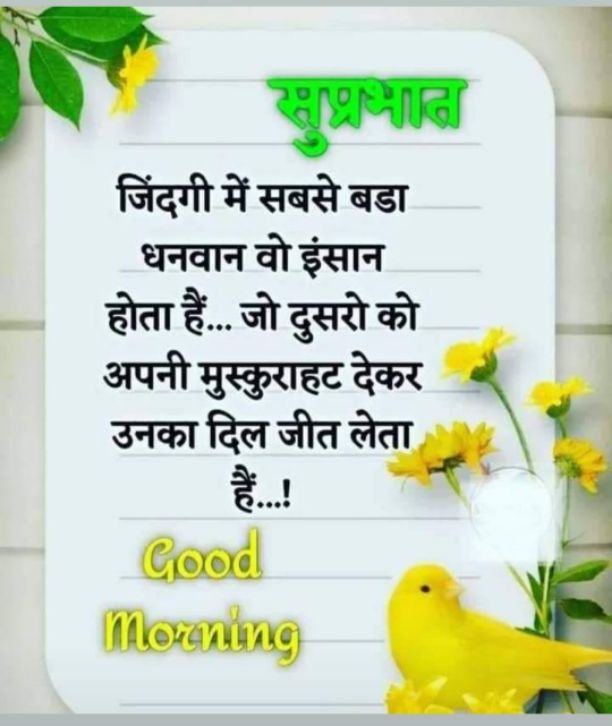 सुप्रभात
जिंदगी में सबसे बडा
धनवान वो इंसान
होता हैं... जो दुसरो को
अपनी मुस्कुराहट देकर
उनका दिल जीत लेता
हैं...!
Good
Morning